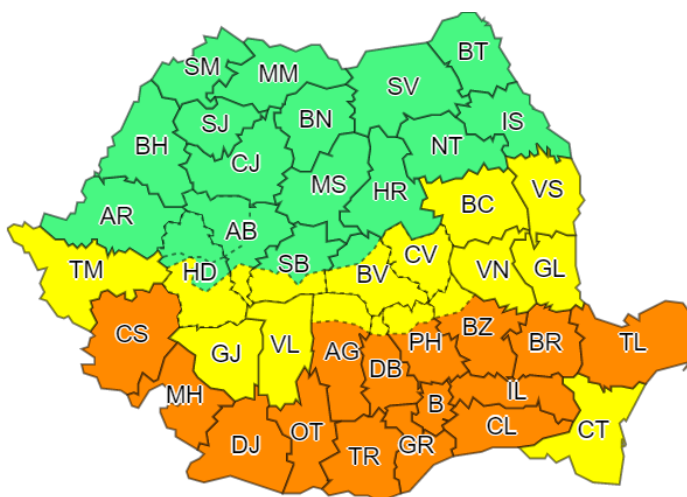 BT
SM
MM
SV
SJ
BN
IS
BH
CJ
NT
MS
HR
BC
VS
AR
AB
TM
HD
SB
BV
CV
VN
GL
CS
GJ
VL
AG
DB
PH
BZ
BR
TL
MH
B
IL
DJ
OT
TR
GR
CL
CT